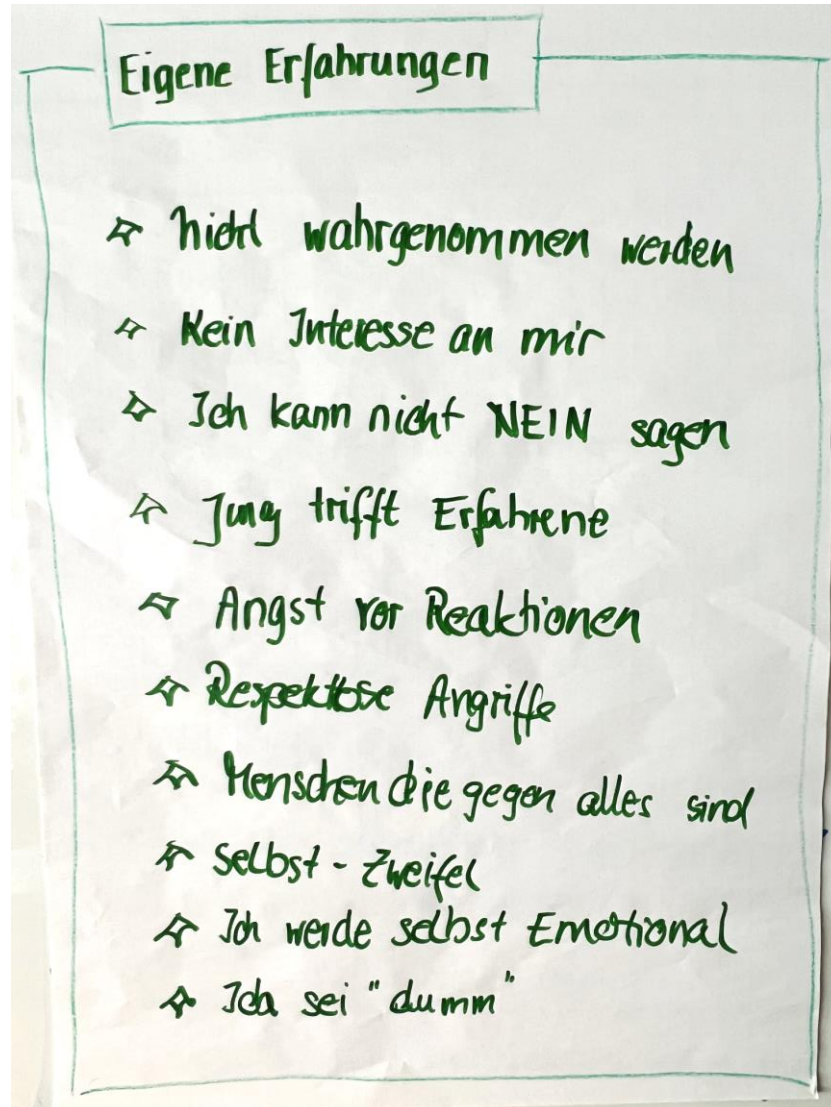 Eigene Erfahrungen
nicht wahrgenommen werden
Kein Interesse an mir
Ich kann nicht NEIN sagen
Jung trifft Erfahrene
Angst vor Reaktionen
Respektlose Angriffe
Menschen die gegen alles sind
Selbst-Zweifel
Ich werde selbst Emotional
Ich sei "dumm"